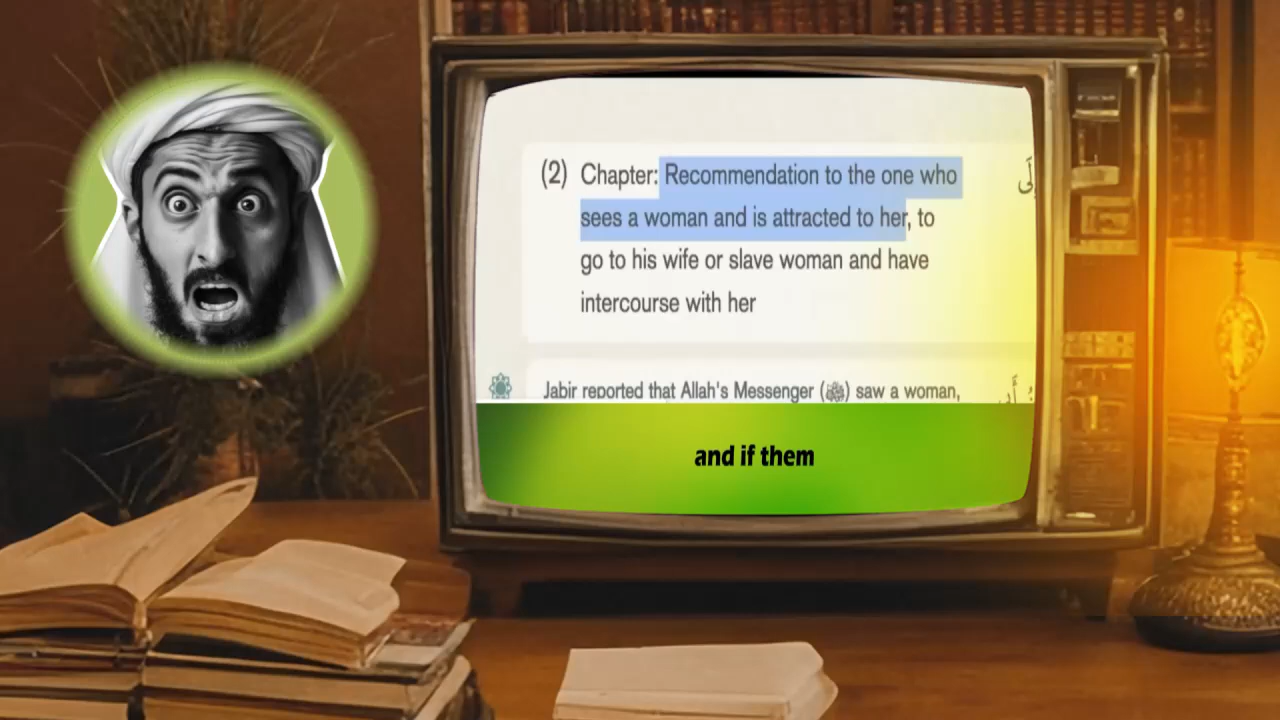 (2) Chapter: Recommendation to the one who
sees a woman and is attracted to her, to
go to his wife or slave woman and have
intercourse with her
Jabir reported that Allah's Messenger (ﷺ) saw a woman,
and if them